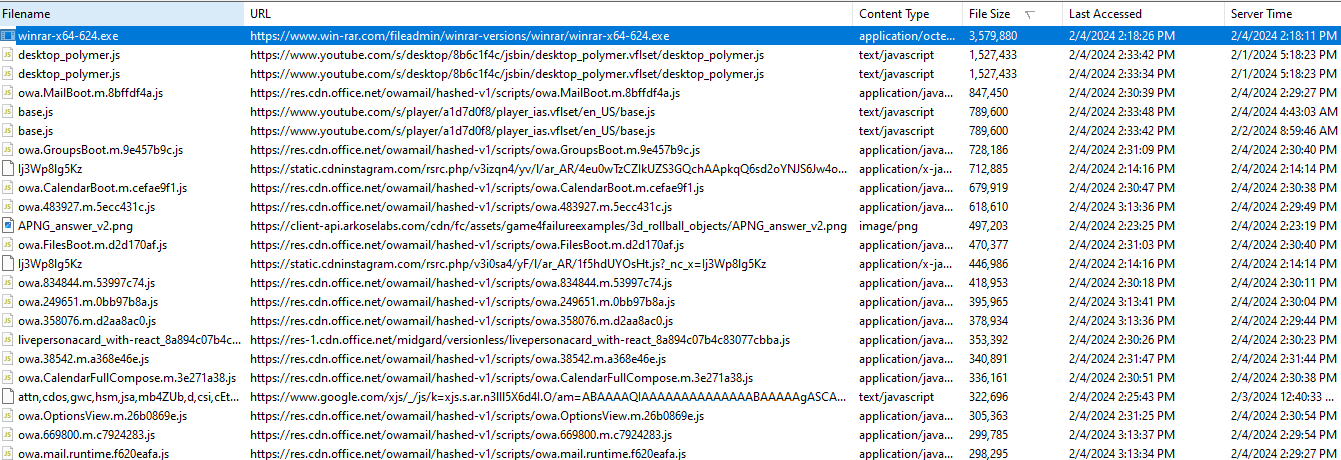 Filename URL Content Type File Size Last Accessed Server Time
winrar-x64-624.exe https://www.win-rar.com/fileadmin/winrar-versions/winrar/winrar-x64-624.exe application/octe... 3,579,880 2/4/2024 2:18:26 PM 2/4/2024 2:18:11 PM
desktop_polymer.js https://www.youtube.com/s/desktop/8b6c1f4c/jsbin/desktop_polymer.vflset/desktop_polymer.js text/javascript 1,527,433 2/4/2024 2:33:42 PM 2/1/2024 5:18:23 PM
desktop_polymer.js https://www.youtube.com/s/desktop/8b6c1f4c/jsbin/desktop_polymer.vflset/desktop_polymer.js text/javascript 1,527,433 2/4/2024 2:33:34 PM 2/1/2024 5:18:23 PM
owa.MailBoot.m.8bffdf4a.js https://res.cdn.office.net/owamail/hashed-v1/scripts/owa.MailBoot.m.8bffdf4a.js application/java... 847,450 2/4/2024 2:30:39 PM 2/4/2024 2:29:27 PM
base.js https://www.youtube.com/s/player/a1d7d0f8/player_ias.vflset/en_US/base.js text/javascript 789,600 2/4/2024 2:33:48 PM 2/4/2024 4:43:03 AM
base.js https://www.youtube.com/s/player/a1d7d0f8/player_ias.vflset/en_US/base.js text/javascript 789,600 2/4/2024 2:33:42 PM 2/2/2024 8:59:46 AM
owa.GroupsBoot.m.9e457b9c.js https://res.cdn.office.net/owamail/hashed-v1/scripts/owa.GroupsBoot.m.9e457b9c.js application/java... 728,186 2/4/2024 2:31:09 PM 2/4/2024 2:30:40 PM
lj3Wp8lg5Kz https://static.cdninstagram.com/rsrc.php/v3izqn4/yv/l/ar_AR/4eu0wTzCZlkUZS3GQchAApkqQ6sd2oYNJS6Jw4o... application/x-ja... 712,885 2/4/2024 2:14:16 PM 2/4/2024 2:14:14 PM
owa.CalendarBoot.m.cefae9f1.js https://res.cdn.office.net/owamail/hashed-v1/scripts/owa.CalendarBoot.m.cefae9f1.js application/java... 679,919 2/4/2024 2:30:47 PM 2/4/2024 2:30:38 PM
owa.483927.m.5ecc431c.js https://res.cdn.office.net/owamail/hashed-v1/scripts/owa.483927.m.5ecc431c.js application/java... 618,610 2/4/2024 3:13:36 PM 2/4/2024 2:29:49 PM
APNG_answer_v2.png https://client-api.arkoselabs.com/cdn/fc/assets/game4failureexamples/3d_rollball_objects/APNG_answer_v2.png image/png 497,203 2/4/2024 2:23:25 PM 2/4/2024 2:23:19 PM
owa.FilesBoot.m.d2d170af.js https://res.cdn.office.net/owamail/hashed-v1/scripts/owa.FilesBoot.m.d2d170af.js application/java... 470,377 2/4/2024 2:31:03 PM 2/4/2024 2:30:40 PM
lj3Wp8lg5Kz https://static.cdninstagram.com/rsrc.php/v3i0sa4/yF/l/ar_AR/1f5hdUYOsHt.js?_nc_x=lj3Wp8lg5Kz application/x-ja... 446,986 2/4/2024 2:14:16 PM 2/4/2024 2:14:14 PM
owa.834844.m.53997c74.js https://res.cdn.office.net/owamail/hashed-v1/scripts/owa.834844.m.53997c74.js application/java... 418,953 2/4/2024 2:30:18 PM 2/4/2024 2:30:11 PM
owa.249651.m.0bb97b8a.js https://res.cdn.office.net/owamail/hashed-v1/scripts/owa.249651.m.0bb97b8a.js application/java... 395,965 2/4/2024 3:13:41 PM 2/4/2024 2:30:04 PM
owa.358076.m.d2aa8ac0.js https://res.cdn.office.net/owamail/hashed-v1/scripts/owa.358076.m.d2aa8ac0.js application/java... 378,934 2/4/2024 3:13:36 PM 2/4/2024 2:29:44 PM
livepersonacard_with-react_8a894c07b4c... https://res-1.cdn.office.net/midgard/versionless/livepersonacard_with-react_8a894c07b4c83077cbba.js application/java... 353,392 2/4/2024 2:30:26 PM 2/4/2024 2:30:23 PM
owa.38542.m.a368e46e.js https://res.cdn.office.net/owamail/hashed-v1/scripts/owa.38542.m.a368e46e.js application/java... 340,891 2/4/2024 2:31:47 PM 2/4/2024 2:31:44 PM
owa.CalendarFullCompose.m.3e271a38.js https://res.cdn.office.net/owamail/hashed-v1/scripts/owa.CalendarFullCompose.m.3e271a38.js application/java... 336,161 2/4/2024 2:30:51 PM 2/4/2024 2:30:38 PM
attn,cdos,gwc,hsm,jsa,mb4ZUb,d,csi,cEt... https://www.google.com/xjs/_/js/k=xjs.s.ar.n3lII5X6d4I.O/am=ABAAAAQIAAAAAAAAAAAAAAABAAAAAgASCA... text/javascript 322,696 2/4/2024 2:25:43 PM 2/3/2024 12:40:33 ...
owa.OptionsView.m.26b0869e.js https://res.cdn.office.net/owamail/hashed-v1/scripts/owa.OptionsView.m.26b0869e.js application/java... 305,363 2/4/2024 2:31:25 PM 2/4/2024 2:30:54 PM
owa.669800.m.c7924283.js https://res.cdn.office.net/owamail/hashed-v1/scripts/owa.669800.m.c7924283.js application/java... 299,785 2/4/2024 3:13:37 PM 2/4/2024 2:29:54 PM
owa.mail.runtime.f620eafa.js https://res.cdn.office.net/owamail/hashed-v1/scripts/owa.mail.runtime.f620eafa.js application/java... 298,295 2/4/2024 3:13:34 PM 2/4/2024 2:29:27 PM